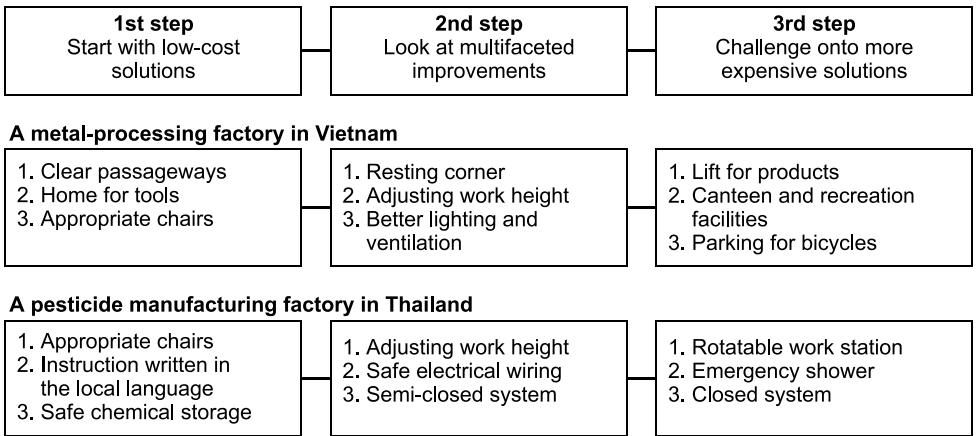 1st step
Start with low-cost
solutions
2nd step
Look at multifaceted
improvements
3rd step
Challenge onto more
expensive solutions
A metal-processing factory in Vietnam
1. Clear passageways
2. Home for tools
3. Appropriate chairs
1. Resting corner
2. Adjusting work height
3. Better lighting and
ventilation
1. Lift for products
2. Canteen and recreation
facilities
3. Parking for bicycles
A pesticide manufacturing factory in Thailand
1. Appropriate chairs
2. Instruction written in
the local language
3. Safe chemical storage
1. Adjusting work height
2. Safe electrical wiring
3. Semi-closed system
1. Rotatable work station
2. Emergency shower
3. Closed system